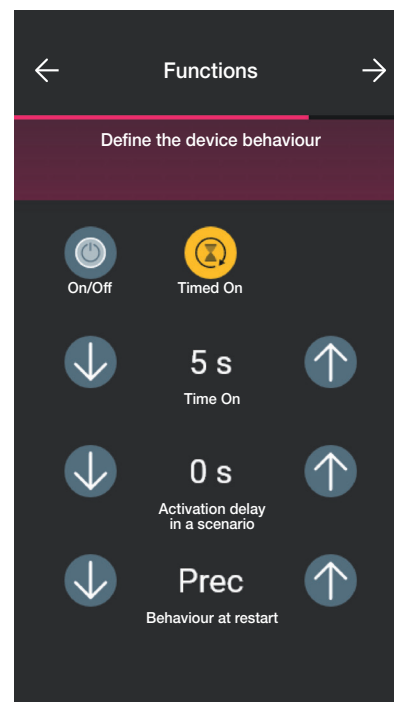 Functions
Define the device behaviour
On/Off
Timed On
5 s
Time On
0 s
Activation delay
in a scenario
Prec
Behaviour at restart